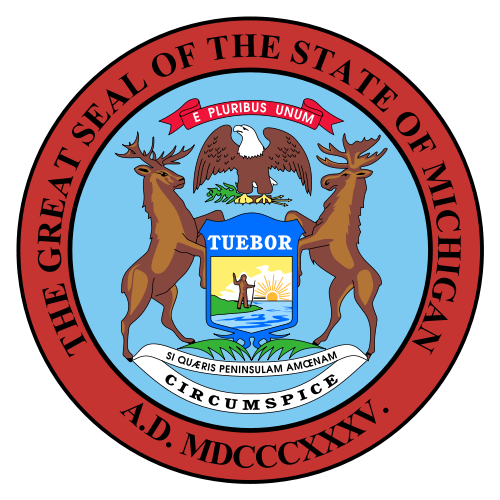 THE GREAT SEAL OF THE STATE OF MICHIGAN
E PLURIBUS UNUM
TUEBOR
SI QUÆRIS PENINSULAM AMŒNAM
CIRCUMSPICE
A.D. MDCCCXXXV.